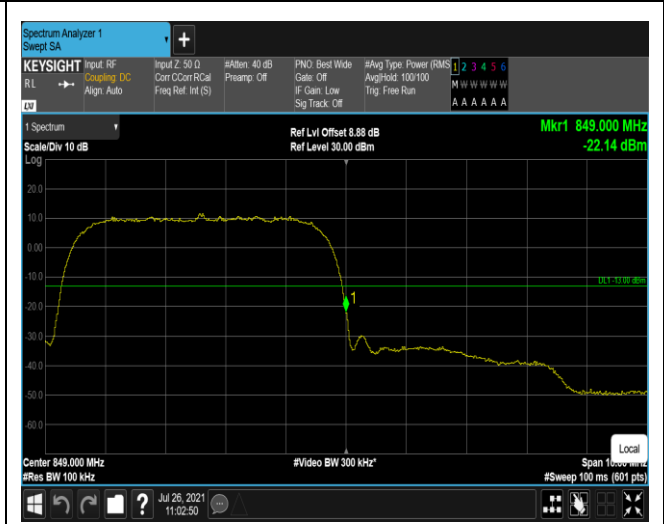 Spectrum Analyzer 1
Swept SA
+
KEYSIGHT
RL
LXI
Input: RF
Coupling: DC
Align: Auto
Input Z: 50 Ω
Corr CCorr RCal
Freq Ref: Int (S)
#Atten: 40 dB
Preamp: Off
PNO: Best Wide
Gate: Off
IF Gain: Low
Sig Track: Off
#Avg Type: Power (RMS
Avg|Hold: 100/100
Trig: Free Run
1 2 3 4 5 6
M W W W W W
A A A A A A
1 Spectrum
Scale/Div 10 dB
Log
Ref Lvl Offset 8.88 dB
Ref Level 30.00 dBm
Mkr1 849.000 MHz
-22.14 dBm
20.0
10.0
0.00
-10.0
-20.0
-30.0
-40.0
-50.0
-60.0
DL1 -13.00 dBm
1
Local
Center 849.000 MHz
#Res BW 100 kHz
#Video BW 300 kHz*
Span 10.00 MHz
#Sweep 100 ms (601 pts)
?
Jul 26, 2021
11:02:50